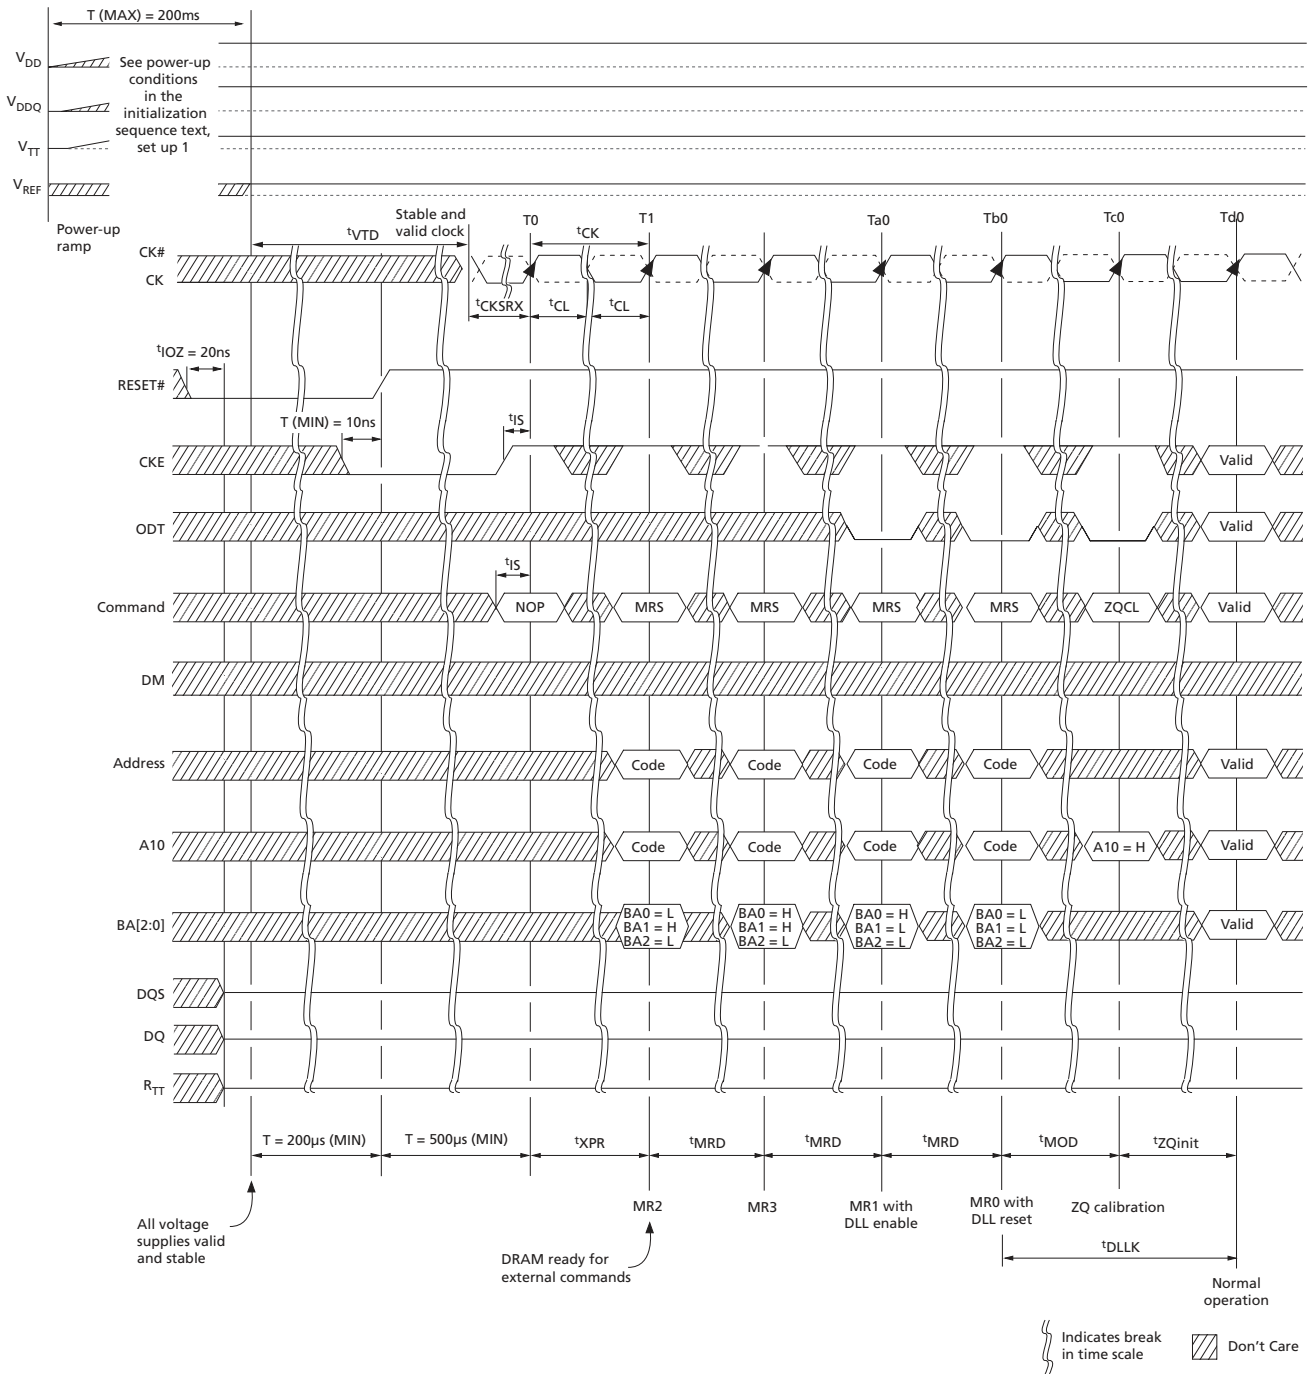 T (MAX) = 200ms
VDD
See power-up
conditions
in the
initialization
sequence text,
set up 1
VDDQ
VTT
VREF
Power-up
ramp
Stable and
valid clock
T0
T1
Ta0
Tb0
Tc0
Td0
tVTD
tCK
CK#
CK
tCKSRX
tCL
tCL
tIOZ = 20ns
RESET#
T (MIN) = 10ns
tIS
CKE
Valid
ODT
Valid
tIS
Command
NOP
MRS
MRS
MRS
MRS
ZQCL
Valid
DM
Address
Code
Code
Code
Code
Valid
A10
Code
Code
Code
Code
A10 = H
Valid
BA[2:0]
BA0 = L
BA1 = H
BA2 = L
BA0 = H
BA1 = H
BA2 = L
BA0 = H
BA1 = L
BA2 = L
BA0 = L
BA1 = L
BA2 = L
Valid
DQS
DQ
RTT
T = 200μs (MIN)
T = 500μs (MIN)
tXPR
tMRD
tMRD
tMRD
tMOD
tZQinit
MR2
MR3
MR1 with
DLL enable
MR0 with
DLL reset
ZQ calibration
All voltage
supplies valid
and stable
DRAM ready for
external commands
tDLLK
Normal
operation
Indicates break
in time scale
Don't Care